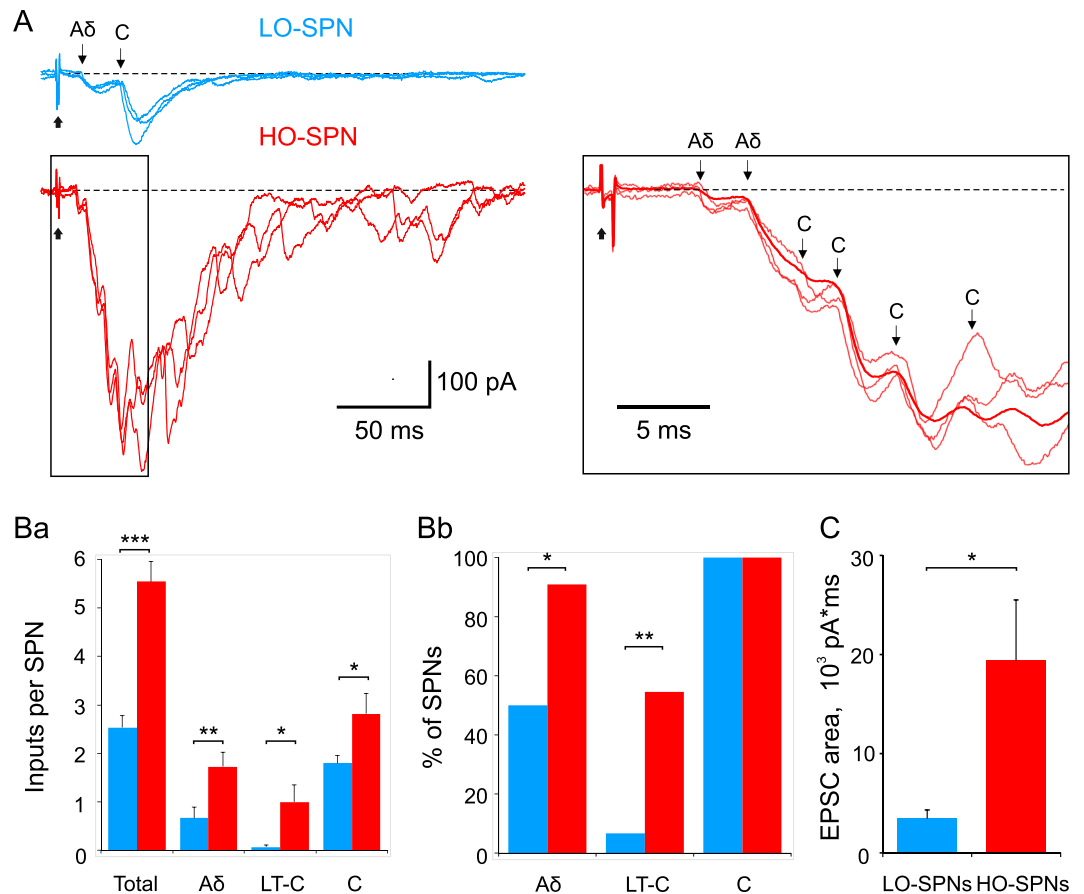 A
Aδ C LO-SPN
HO-SPN
100 pA
50 ms
Aδ Aδ
C C
C C
5 ms
Ba
Inputs per SPN
6
5
4
3
2
1
0
***
**
*
*
Total Aδ LT-C C
Bb
% of SPNs
100
80
60
40
20
0
*
**
Aδ LT-C C
C
EPSC area, 10³ pA*ms
30
20
10
0
*
LO-SPNs HO-SPNs